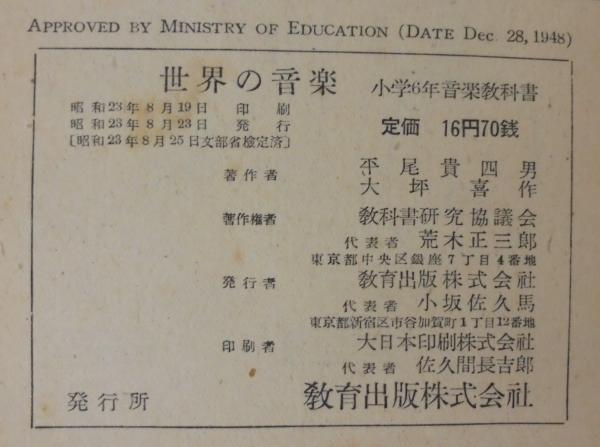 APPROVED BY MINISTRY OF EDUCATION (DATE Dec. 28, 1948)
世界の音楽 小学6年音楽教科書
昭和23年8月19日 印刷
昭和23年8月23日 発行
〔昭和23年8月25日文部省検定済〕
定価 16円70銭
著作者 平尾貴四男
大坪喜作
著作権者 教科書研究協議会
代表者 荒木正三郎
東京都中央区銀座7丁目4番地
発行者 教育出版株式会社
代表者 小坂佐久馬
東京都新宿区市谷加賀町1丁目12番地
印刷者 大日本印刷株式会社
代表者 佐久間長吉郎
発行所 教育出版株式会社